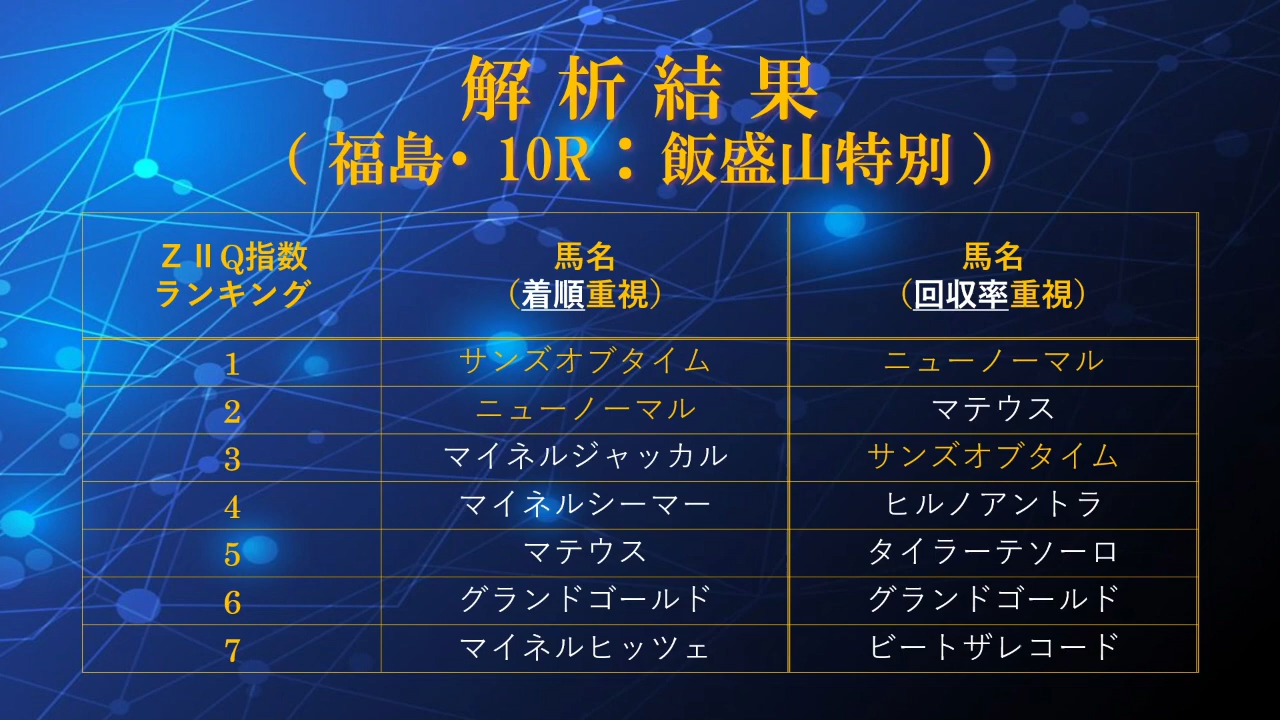 解析結果
（福島・10R：飯盛山特別）
ＺⅡQ指数
ランキング
馬名
（着順重視）
馬名
（回収率重視）
1 サンズオブタイム ニューノーマル
2 ニューノーマル マテウス
3 マイネルジャッカル サンズオブタイム
4 マイネルシーマー ヒルノアントラ
5 マテウス タイラーテソーロ
6 グランドゴールド グランドゴールド
7 マイネルヒッツェ ビートザレコード